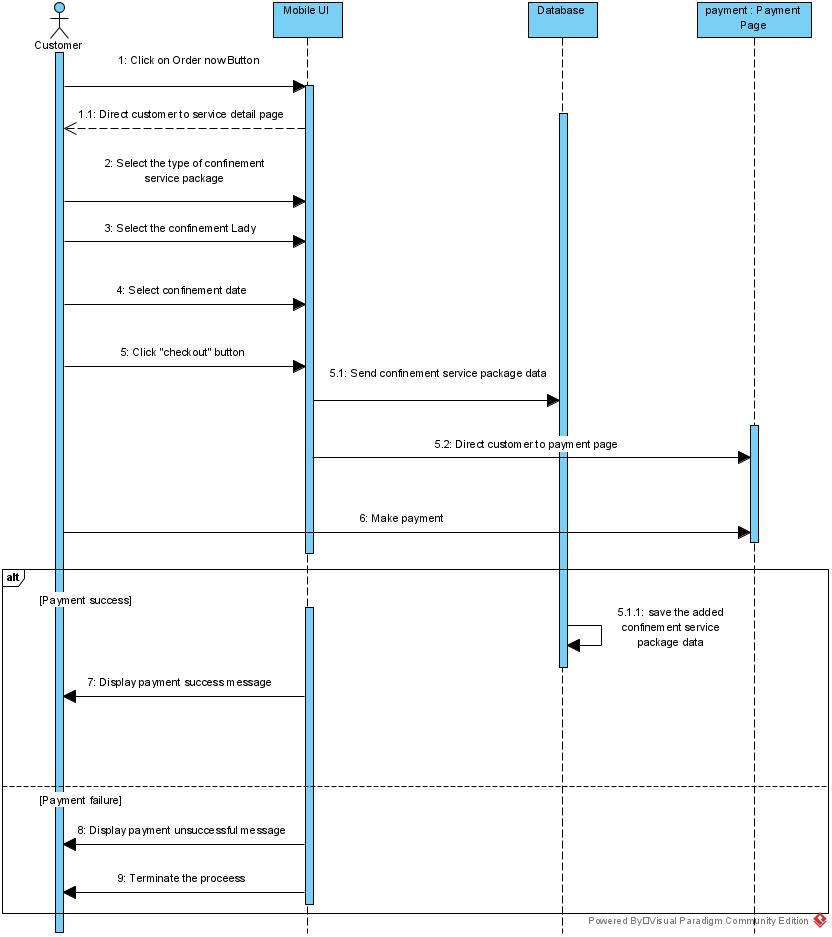 Mobile UI
Database
payment : Payment
Page
Customer
1: Click on Order now Button
1.1: Direct customer to service detail page
2: Select the type of confinement
service package
3: Select the confinement Lady
4: Select confinement date
5: Click "checkout" button
5.1: Send confinement service package data
5.2: Direct customer to payment page
6: Make payment
alt
[Payment success]
5.1.1: save the added
confinement service
package data
7: Display payment success message
[Payment failure]
8: Display payment unsuccessful message
9: Terminate the proceess
Powered By Visual Paradigm Community Edition